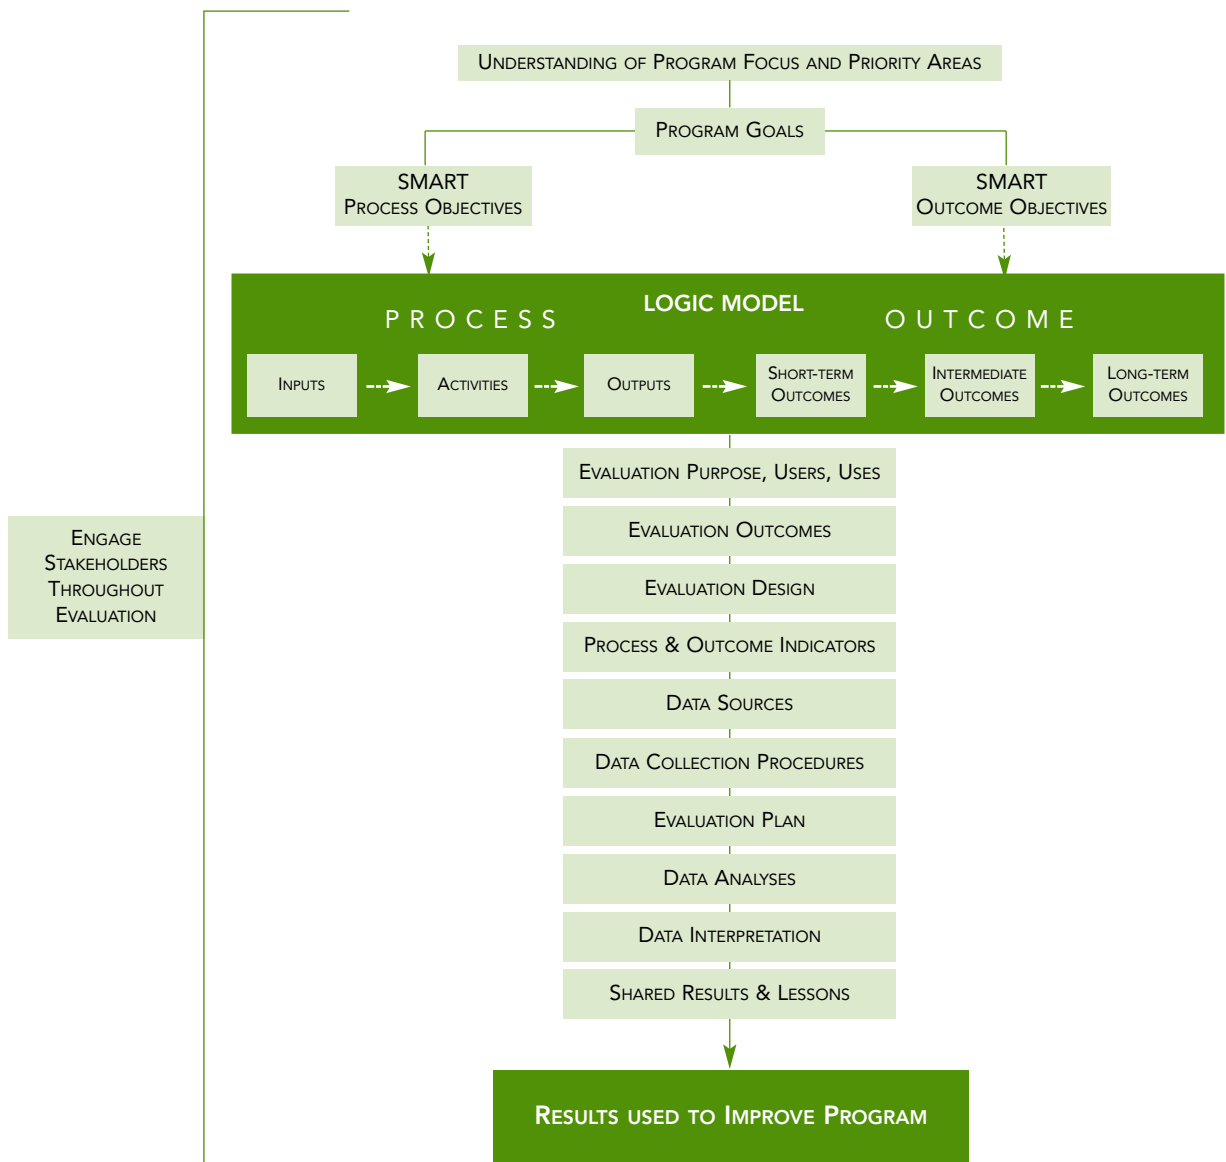 Understanding of Program Focus and Priority Areas
Program Goals
SMART
Process Objectives
SMART
Outcome Objectives
LOGIC MODEL
PROCESS
OUTCOME
Inputs
Activities
Outputs
Short-term
Outcomes
Intermediate
Outcomes
Long-term
Outcomes
Engage
Stakeholders
Throughout
Evaluation
Evaluation Purpose, Users, Uses
Evaluation Outcomes
Evaluation Design
Process & Outcome Indicators
Data Sources
Data Collection Procedures
Evaluation Plan
Data Analyses
Data Interpretation
Shared Results & Lessons
Results used to Improve Program